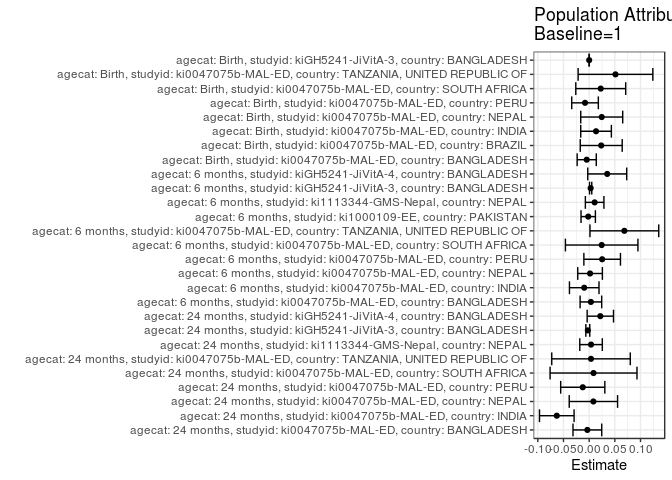 Population Attribu
Baseline=1
agecat: Birth, studyid: kiGH5241-JiVitA-3, country: BANGLADESH
agecat: Birth, studyid: ki0047075b-MAL-ED, country: TANZANIA, UNITED REPUBLIC OF
agecat: Birth, studyid: ki0047075b-MAL-ED, country: SOUTH AFRICA
agecat: Birth, studyid: ki0047075b-MAL-ED, country: PERU
agecat: Birth, studyid: ki0047075b-MAL-ED, country: NEPAL
agecat: Birth, studyid: ki0047075b-MAL-ED, country: INDIA
agecat: Birth, studyid: ki0047075b-MAL-ED, country: BRAZIL
agecat: Birth, studyid: ki0047075b-MAL-ED, country: BANGLADESH
agecat: 6 months, studyid: kiGH5241-JiVitA-4, country: BANGLADESH
agecat: 6 months, studyid: kiGH5241-JiVitA-3, country: BANGLADESH
agecat: 6 months, studyid: ki1113344-GMS-Nepal, country: NEPAL
agecat: 6 months, studyid: ki1000109-EE, country: PAKISTAN
agecat: 6 months, studyid: ki0047075b-MAL-ED, country: TANZANIA, UNITED REPUBLIC OF
agecat: 6 months, studyid: ki0047075b-MAL-ED, country: SOUTH AFRICA
agecat: 6 months, studyid: ki0047075b-MAL-ED, country: PERU
agecat: 6 months, studyid: ki0047075b-MAL-ED, country: NEPAL
agecat: 6 months, studyid: ki0047075b-MAL-ED, country: INDIA
agecat: 6 months, studyid: ki0047075b-MAL-ED, country: BANGLADESH
agecat: 24 months, studyid: kiGH5241-JiVitA-4, country: BANGLADESH
agecat: 24 months, studyid: kiGH5241-JiVitA-3, country: BANGLADESH
agecat: 24 months, studyid: ki1113344-GMS-Nepal, country: NEPAL
agecat: 24 months, studyid: ki0047075b-MAL-ED, country: TANZANIA, UNITED REPUBLIC OF
agecat: 24 months, studyid: ki0047075b-MAL-ED, country: SOUTH AFRICA
agecat: 24 months, studyid: ki0047075b-MAL-ED, country: PERU
agecat: 24 months, studyid: ki0047075b-MAL-ED, country: NEPAL
agecat: 24 months, studyid: ki0047075b-MAL-ED, country: INDIA
agecat: 24 months, studyid: ki0047075b-MAL-ED, country: BANGLADESH
-0.10 -0.05 0.00 0.05 0.10
Estimate